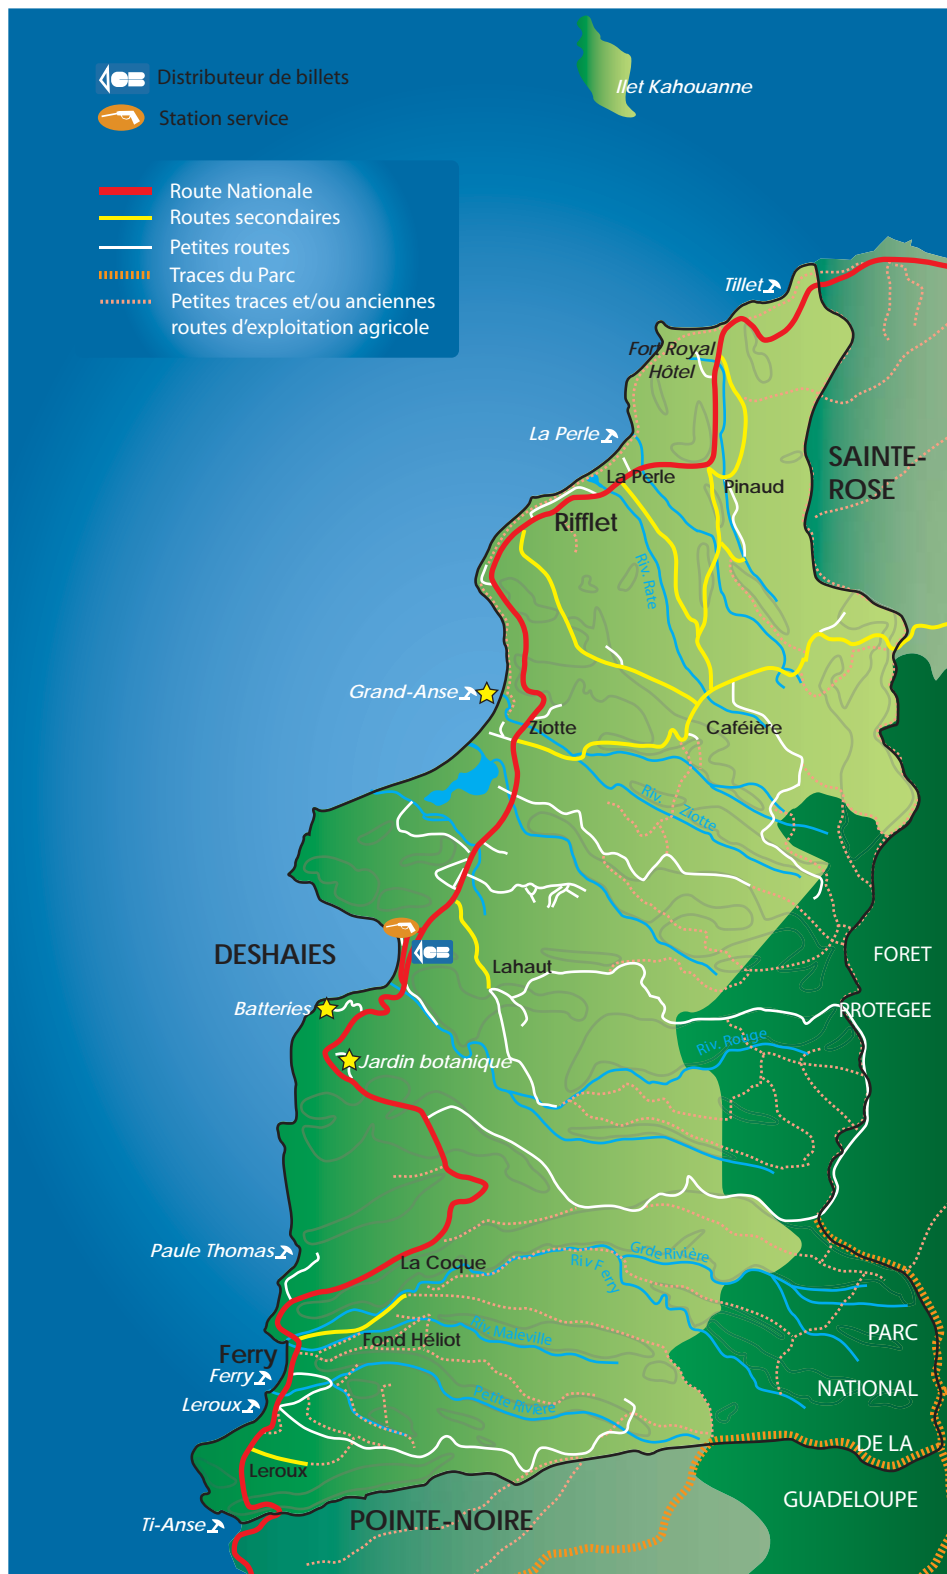 Ilet Kahouanne
Distributeur de billets
Station service
Route Nationale
Routes secondaires
Petites routes
Traces du Parc
Petites traces et/ou anciennes
routes d'exploitation agricole
Tillet
Fort Royal
Hôtel
La Perle
SAINTE-
ROSE
La Perle
Pinaud
Rifflet
Riv. Rate
Grand-Anse
Ziotte
Caféière
Riv. Ziotte
DESHAIES
FORET
Lahaut
Batteries
PROTEGEE
Riv. Rouge
Jardin botanique
Paule Thomas
La Coque
Grde Rivière
Riv Ferry
Riv. Maleville
Fond Héliot
PARC
Ferry
Ferry
NATIONAL
Leroux
Petite Rivière
DE LA
Leroux
GUADELOUPE
POINTE-NOIRE
Ti-Anse